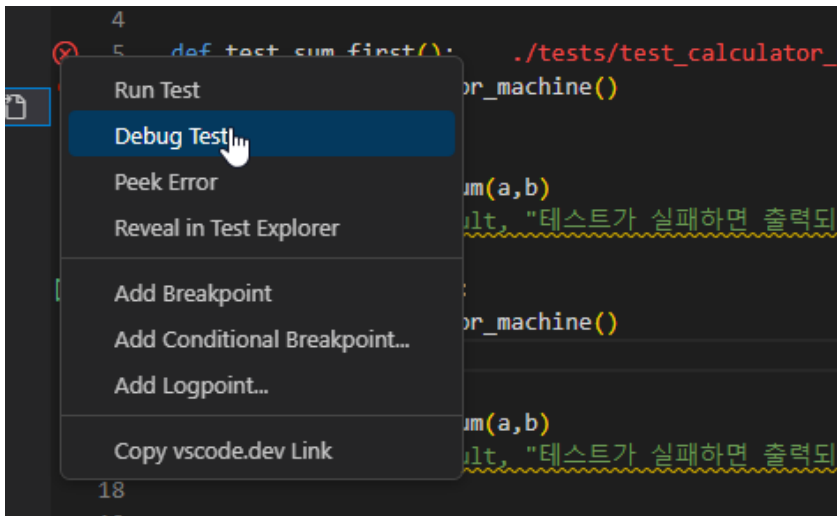 4
5 def test_sum_first(): ./tests/test_calculator_
Run Test
or_machine()
Debug Test
Peek Error
um(a,b)
Reveal in Test Explorer
ult, "테스트가 실패하면 출력되
Add Breakpoint
:
Add Conditional Breakpoint...
or_machine()
Add Logpoint...
um(a,b)
Copy vscode.dev Link
ult, "테스트가 실패하면 출력되
18